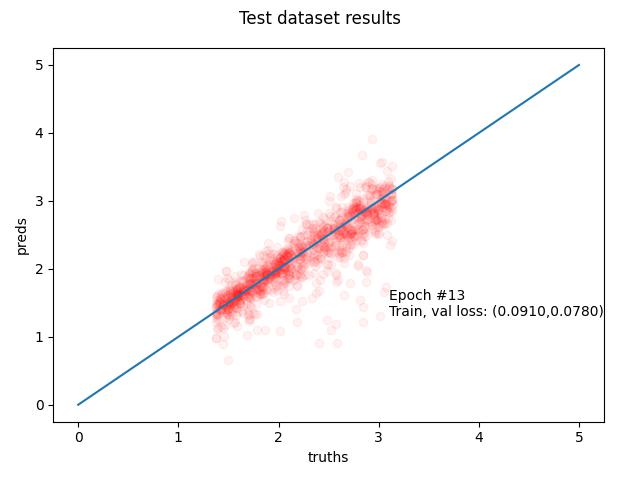 Test dataset results
5
4
3
2
1
0
preds
Epoch #13
Train, val loss: (0.0910,0.0780)
0 1 2 3 4 5
truths